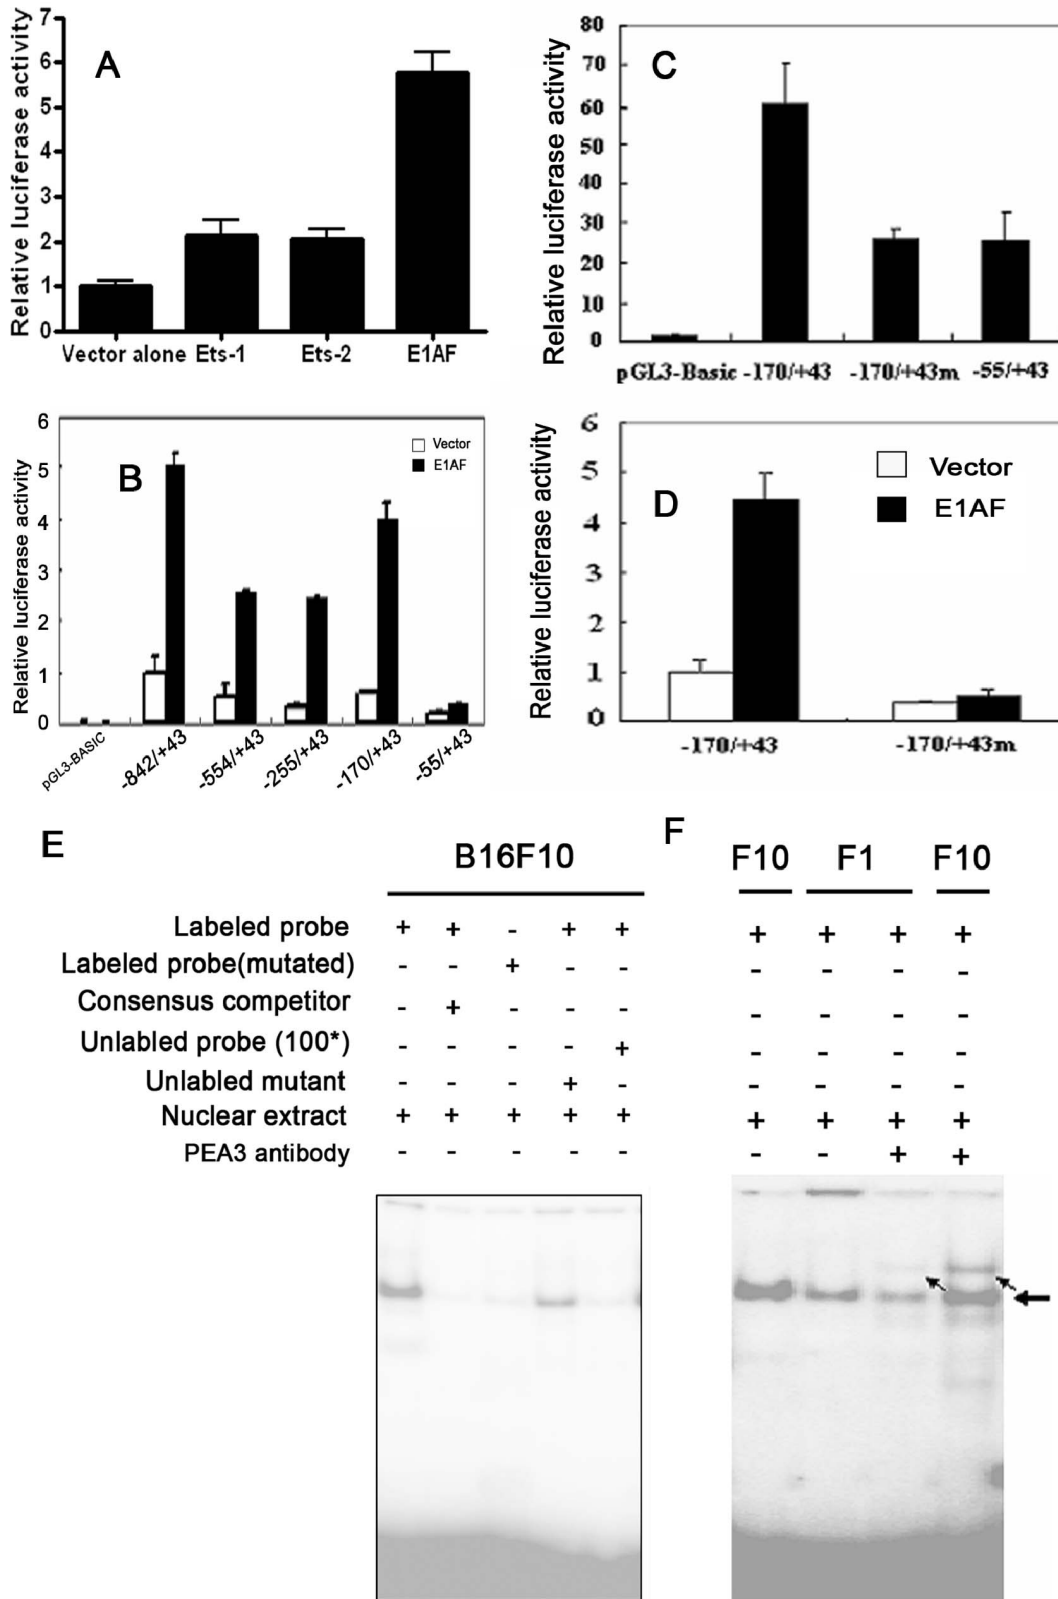 A
Relative luciferase activity
7
6
5
4
3
2
1
0
Vector alone Ets-1 Ets-2 E1AF
C
Relative luciferase activity
80
70
60
50
40
30
20
10
0
pGL3-Basic -170/+43 -170/+43m -55/+43
B
Relative luciferase activity
6
5
4
3
2
1
0
Vector
E1AF
pGL3-BASIC -842/+43 -554/+43 -255/+43 -170/+43 -55/+43
D
Relative luciferase activity
6
5
4
3
2
1
0
Vector
E1AF
-170/+43 -170/+43m
E
B16F10
Labeled probe + + - + +
Labeled probe(mutated) - - + - -
Consensus competitor - + - - -
Unlabled probe (100*) - - - - +
Unlabled mutant - - - + -
Nuclear extract + + + + +
PEA3 antibody - - - - -
F
F10 F1 F10
+ + + +
- - - -
- - - -
- - - -
- - - -
+ + + +
- - + +